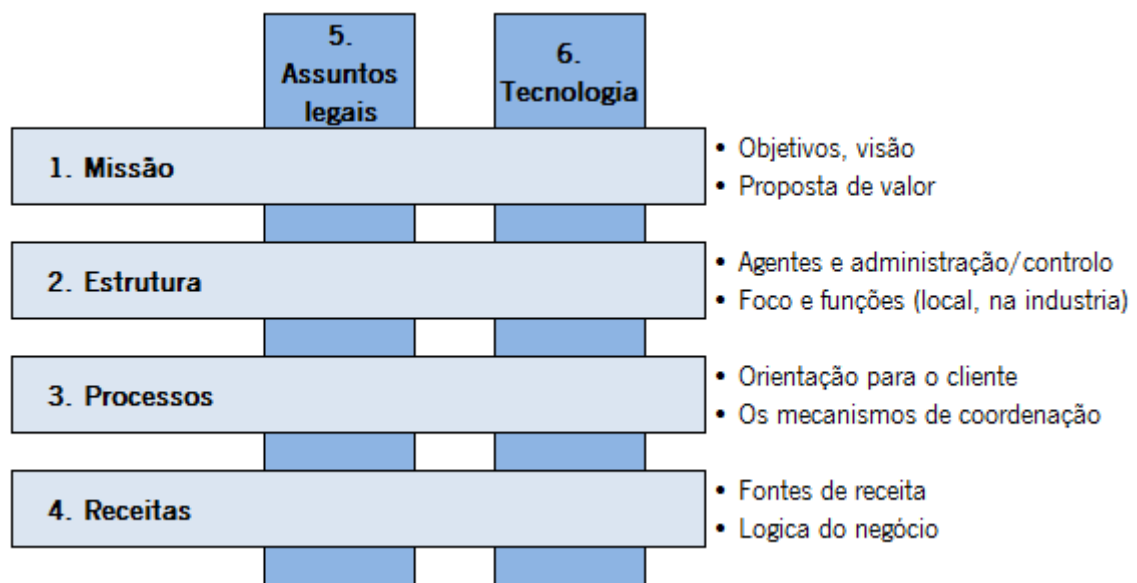 5.
Assuntos
legais
6.
Tecnologia
1. Missão
• Objetivos, visão
• Proposta de valor
2. Estrutura
• Agentes e administração/controlo
• Foco e funções (local, na industria)
3. Processos
• Orientação para o cliente
• Os mecanismos de coordenação
4. Receitas
• Fontes de receita
• Logica do negócio